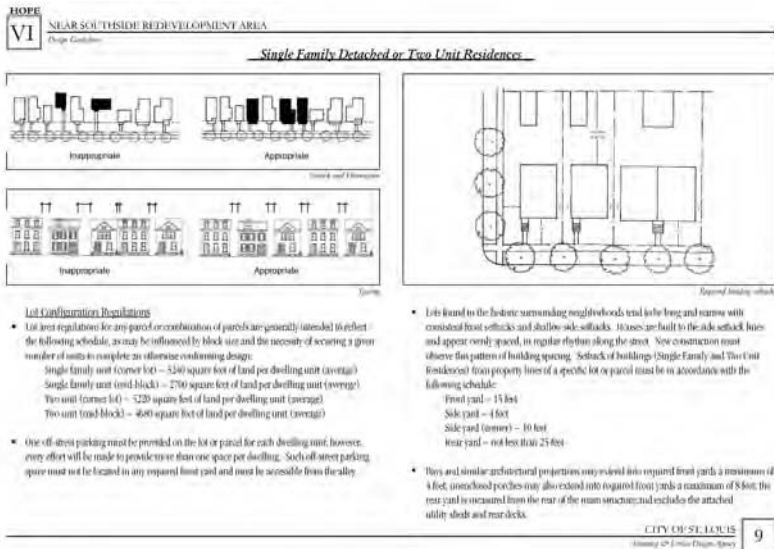 HOPE
VI
NEAR SOUTHSIDE REDEVELOPMENT AREA
Design Guidelines
Single Family Detached or Two Unit Residences
Inappropriate
Appropriate
Setback and
Inappropriate
Appropriate
Spacing
Required building setbacks
Lot Configuration Regulations
• Lot area regulations for any parcel or combination of parcels are generally intended to reflect
the following schedule, as may be influenced by block size and the necessity of securing a given
number of units to complete an otherwise conforming design:
Single family unit (corner lot) – 3240 square feet of land per dwelling unit (average)
Single family unit (mid-block) – 2700 square feet of land per dwelling unit (average)
Two unit (corner lot) – 5220 square feet of land per dwelling unit (average)
Two unit (mid-block) – 4680 square feet of land per dwelling unit (average)
• One off-street parking must be provided on the lot or parcel for each dwelling unit, however,
every effort will be made to provide more than one space per dwelling. Such off-street parking
space must not be located in any required front yard and must be accessible from the alley.
• Lots found in the historic surrounding neighborhoods tend to be long and narrow with
consistent front setbacks and shallow side setbacks. Houses are built to the side setback lines
and appear evenly spaced, in regular rhythm along the street. New construction must
observe this pattern of building spacing. Setback of buildings (Single Family and Two Unit
Residences) from property lines of a specific lot or parcel must be in accordance with the
following schedule:
Front yard – 15 feet
Side yard – 4 feet
Side yard (corner) – 10 feet
Rear yard – not less than 25 feet
• Bays and similar architectural projections may extend into required front yards a maximum of
4 feet, unenclosed porches may also extend into required front yards a maximum of 8 feet; the
rear yard is measured from the rear of the main structure and excludes the attached
utility sheds and rear decks.
CITY OF ST. LOUIS
Planning & Urban Design Agency
9